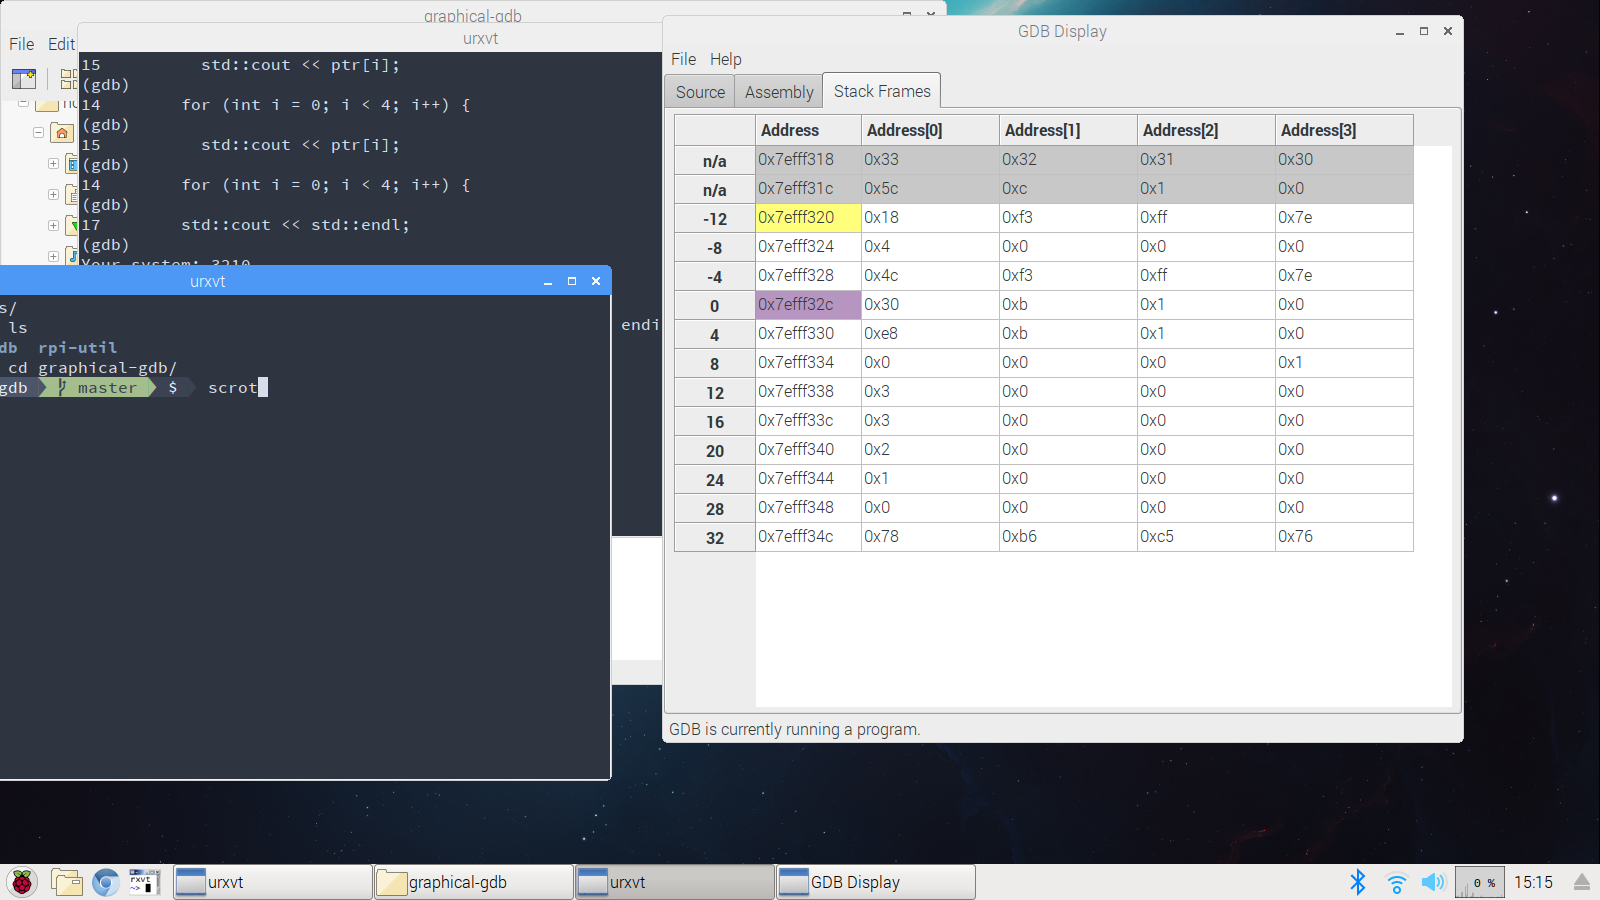 graphical-gdb
File Edit
urxvt
15 std::cout << ptr[i];
(gdb)
14 for (int i = 0; i < 4; i++) {
(gdb)
15 std::cout << ptr[i];
(gdb)
14 for (int i = 0; i < 4; i++) {
(gdb)
17 std::cout << std::endl;
(gdb)
Your system: 3210
endi
urxvt
s/
ls
db rpi-util
cd graphical-gdb/
gdb master $ scrot
GDB Display
File Help
Source Assembly Stack Frames
Address Address[0] Address[1] Address[2] Address[3]
n/a 0x7efff318 0x33 0x32 0x31 0x30
n/a 0x7efff31c 0x5c 0xc 0x1 0x0
-12 0x7efff320 0x18 0xf3 0xff 0x7e
-8 0x7efff324 0x4 0x0 0x0 0x0
-4 0x7efff328 0x4c 0xf3 0xff 0x7e
0 0x7efff32c 0x30 0xb 0x1 0x0
4 0x7efff330 0xe8 0xb 0x1 0x0
8 0x7efff334 0x0 0x0 0x0 0x1
12 0x7efff338 0x3 0x0 0x0 0x0
16 0x7efff33c 0x3 0x0 0x0 0x0
20 0x7efff340 0x2 0x0 0x0 0x0
24 0x7efff344 0x1 0x0 0x0 0x0
28 0x7efff348 0x0 0x0 0x0 0x0
32 0x7efff34c 0x78 0xb6 0xc5 0x76
GDB is currently running a program.
rxvt
~>
urxvt graphical-gdb urxvt GDB Display 0 % 15:15